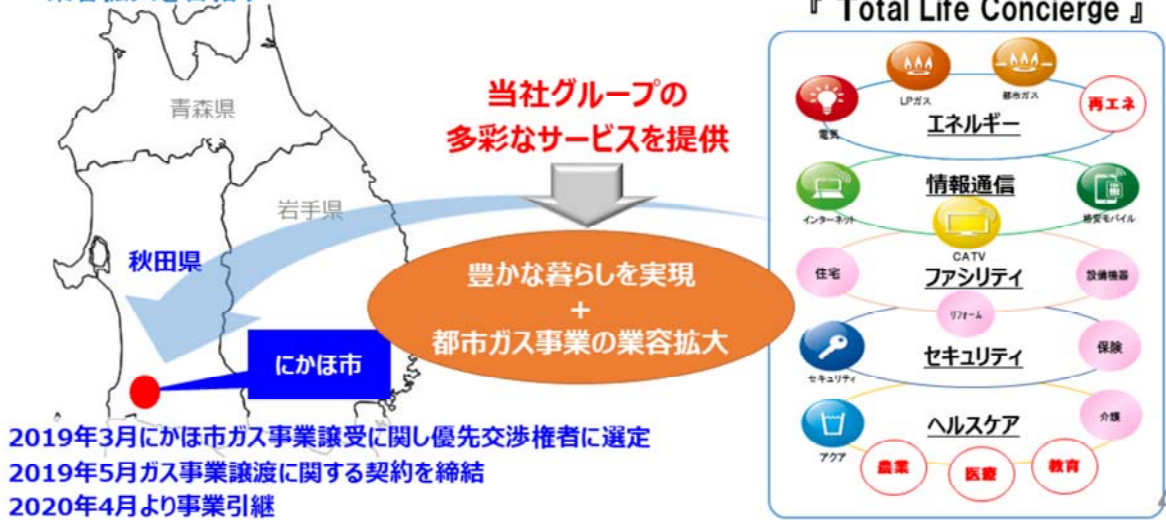 『 Total Life Concierge 』
青森県
岩手県
秋田県
にかほ市
当社グループの
多彩なサービスを提供
豊かな暮らしを実現
+
都市ガス事業の業容拡大
2019年3月にかほ市ガス事業譲受に関し優先交渉権者に選定
2019年5月ガス事業譲渡に関する契約を締結
2020年4月より事業引継
電気
LPガス
都市ガス
再エネ
エネルギー
情報通信
インターネット
格安モバイル
CATV
住宅
ファシリティ
設備機器
リフォーム
セキュリティ
セキュリティ
保険
ヘルスケア
介護
アクア
農業
医療
教育